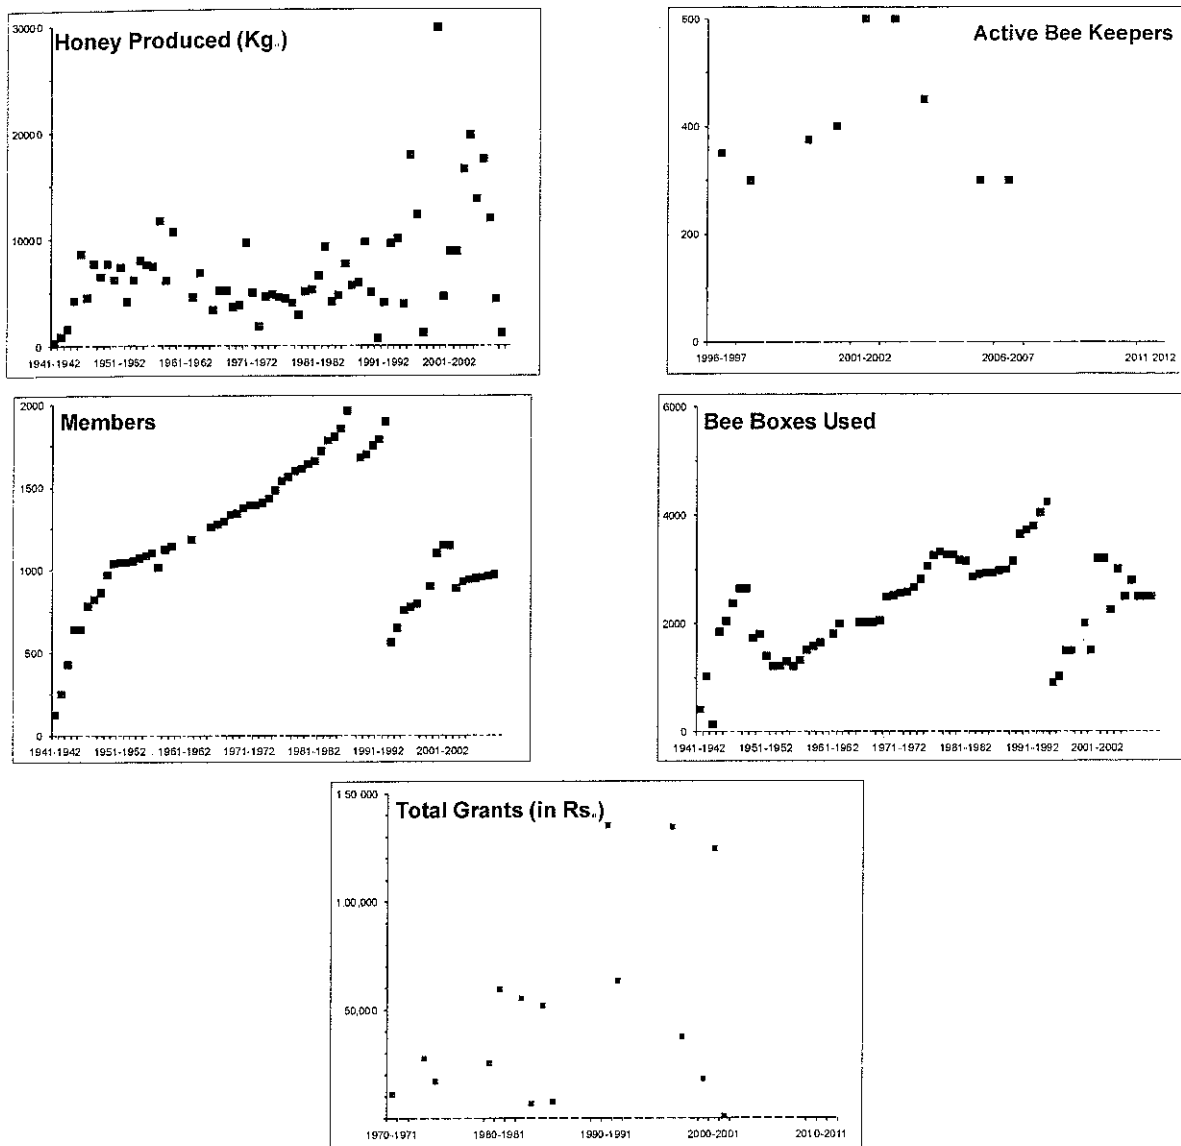 Honey Produced (Kg.)
30000
20000
10000
0
1941-1942 1951-1952 1961-1962 1971-1972 1981-1982 1991-1992 2001-2002
Active Bee Keepers
500
400
200
0
1996-1997 2001-2002 2006-2007 2011 2012
Members
2000
1500
1000
500
0
1941-1942 1951-1952 1961-1962 1971-1972 1981-1982 1991-1992 2001-2002
Bee Boxes Used
6000
4000
2000
0
1941-1942 1951-1952 1961-1962 1971-1972 1981-1982 1991-1992 2001-2002
Total Grants (in Rs.)
1,50,000
1,00,000
50,000
1970-1971 1980-1981 1990-1991 2000-2001 2010-2011